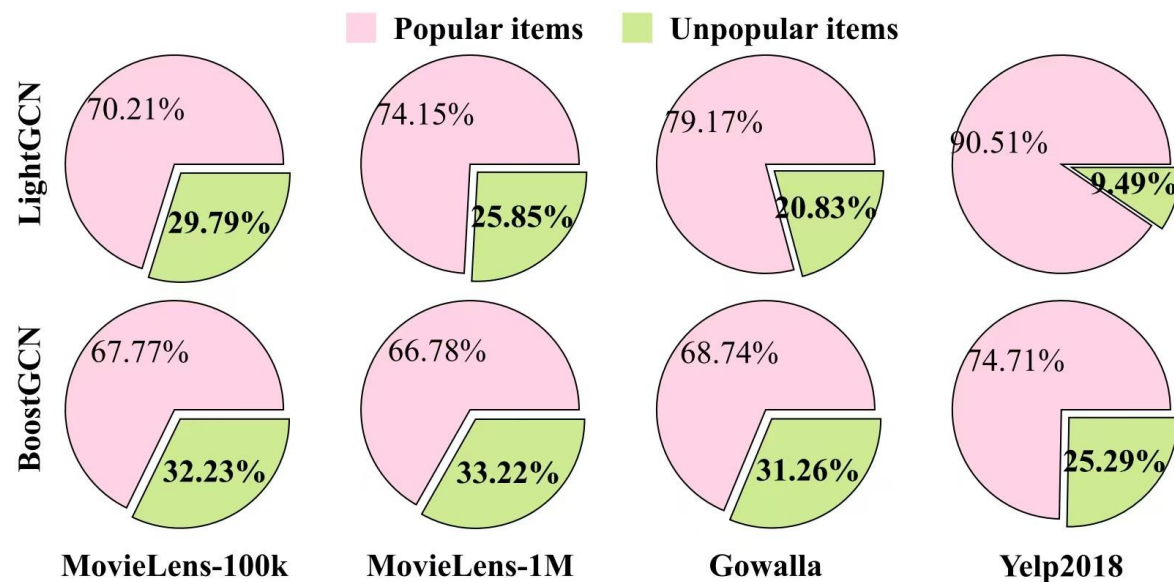 Popular items
Unpopular items
LightGCN
70.21%
29.79%
74.15%
25.85%
79.17%
20.83%
90.51%
9.49%
BoostGCN
67.77%
32.23%
66.78%
33.22%
68.74%
31.26%
74.71%
25.29%
MovieLens-100k
MovieLens-1M
Gowalla
Yelp2018